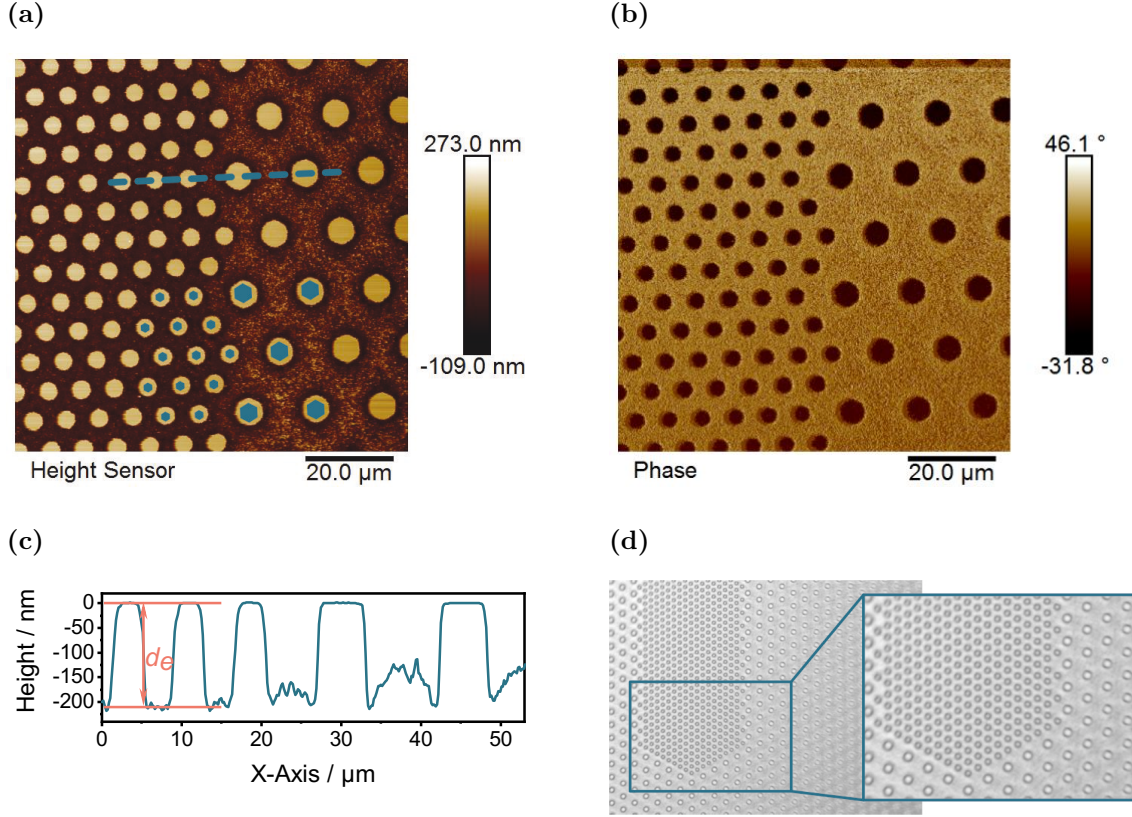 (a)
273.0 nm
-109.0 nm
Height Sensor
20.0 µm
(b)
46.1 °
-31.8 °
Phase
20.0 µm
(c)
Height / nm
0
-50
-100
-150
-200
de
0 10 20 30 40 50
X-Axis / µm
(d)